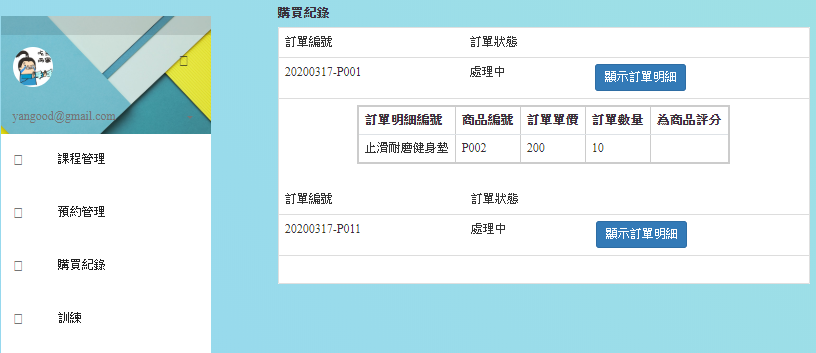 購買紀錄
訂單編號 訂單狀態
20200317-P001 處理中 顯示訂單明細
訂單明細編號 商品編號 訂單單價 訂單數量 為商品評分
止滑耐磨健身墊 P002 200 10
訂單編號 訂單狀態
20200317-P011 處理中 顯示訂單明細
yangood@gmail.com
課程管理
預約管理
購買紀錄
訓練